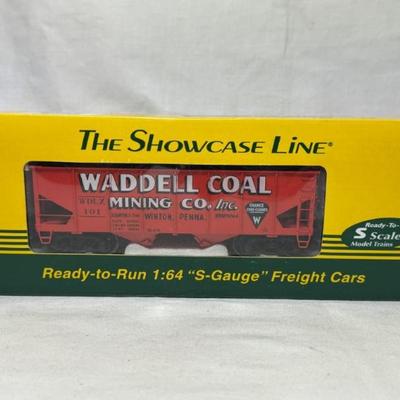 THE SHOWCASE LINE®
WADDELL COAL
MINING CO., Inc.
WDLX
101
WINTON, PENNA.
W
Ready-To-
S Scale
Model Trains
Ready-to-Run 1:64 "S-Gauge" Freight Cars